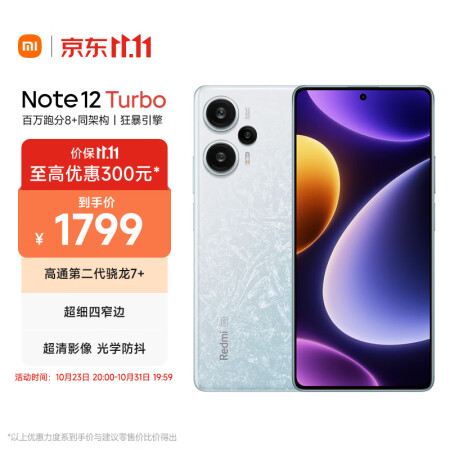 京东11.11
Note 12 Turbo
百万跑分8+同架构丨狂暴引擎
价保11.11
至高优惠300元*
到手价
¥1799
高通第二代骁龙7+
超细四窄边
超清影像 光学防抖
活动时间：10月23日 20:00-10月31日 19:59
Redmi
*以上优惠力度系到手价与建议零售价比价得出